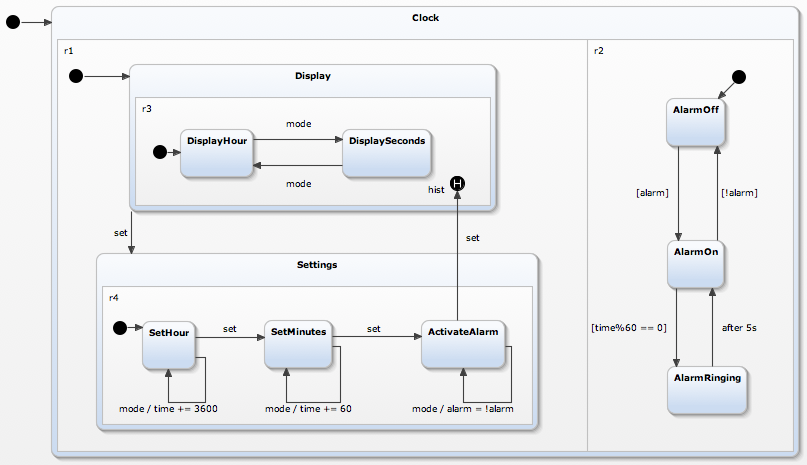 Clock
r1
r2
Display
r3
AlarmOff
mode
DisplayHour
DisplaySeconds
mode
hist
H
[alarm]
[!alarm]
set
set
AlarmOn
Settings
r4
SetHour
set
SetMinutes
set
ActivateAlarm
[time%60 == 0]
after 5s
AlarmRinging
mode / time += 3600
mode / time += 60
mode / alarm = !alarm